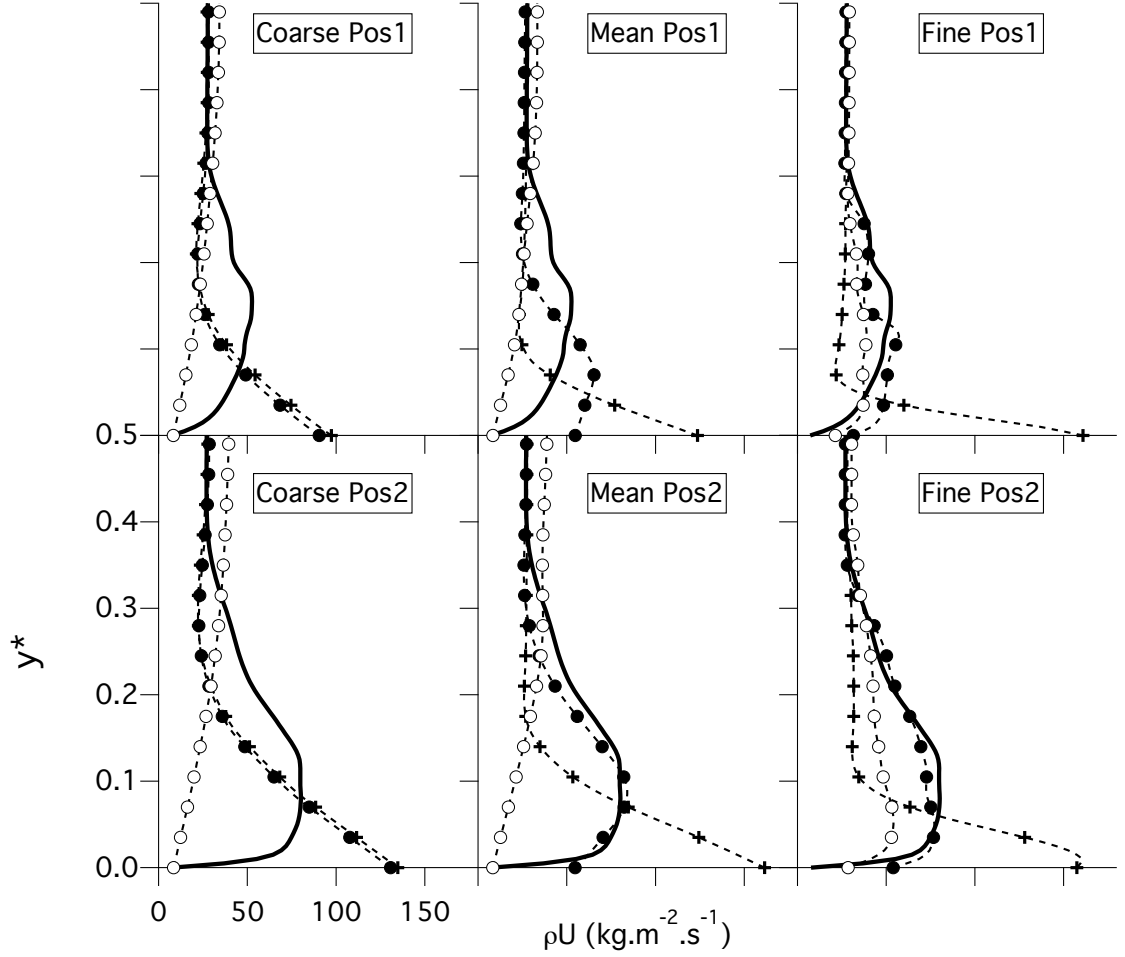 Coarse Pos1
Mean Pos1
Fine Pos1
0.5
Coarse Pos2
Mean Pos2
Fine Pos2
0.4
0.3
y*
0.2
0.1
0.0
0 50 100 150
ρU (kg.m⁻².s⁻¹)